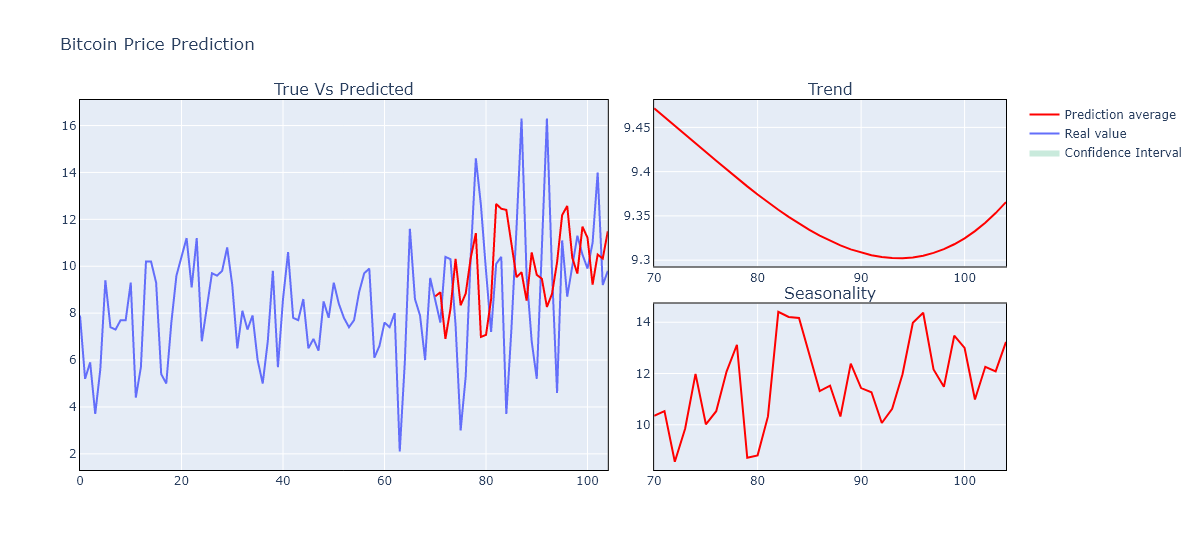 Bitcoin Price Prediction
True Vs Predicted
16
14
12
10
8
6
4
2
0 20 40 60 80 100
Trend
9.45
9.4
9.35
9.3
70 80 90 100
Seasonality
14
12
10
70 80 90 100
Prediction average
Real value
Confidence Interval